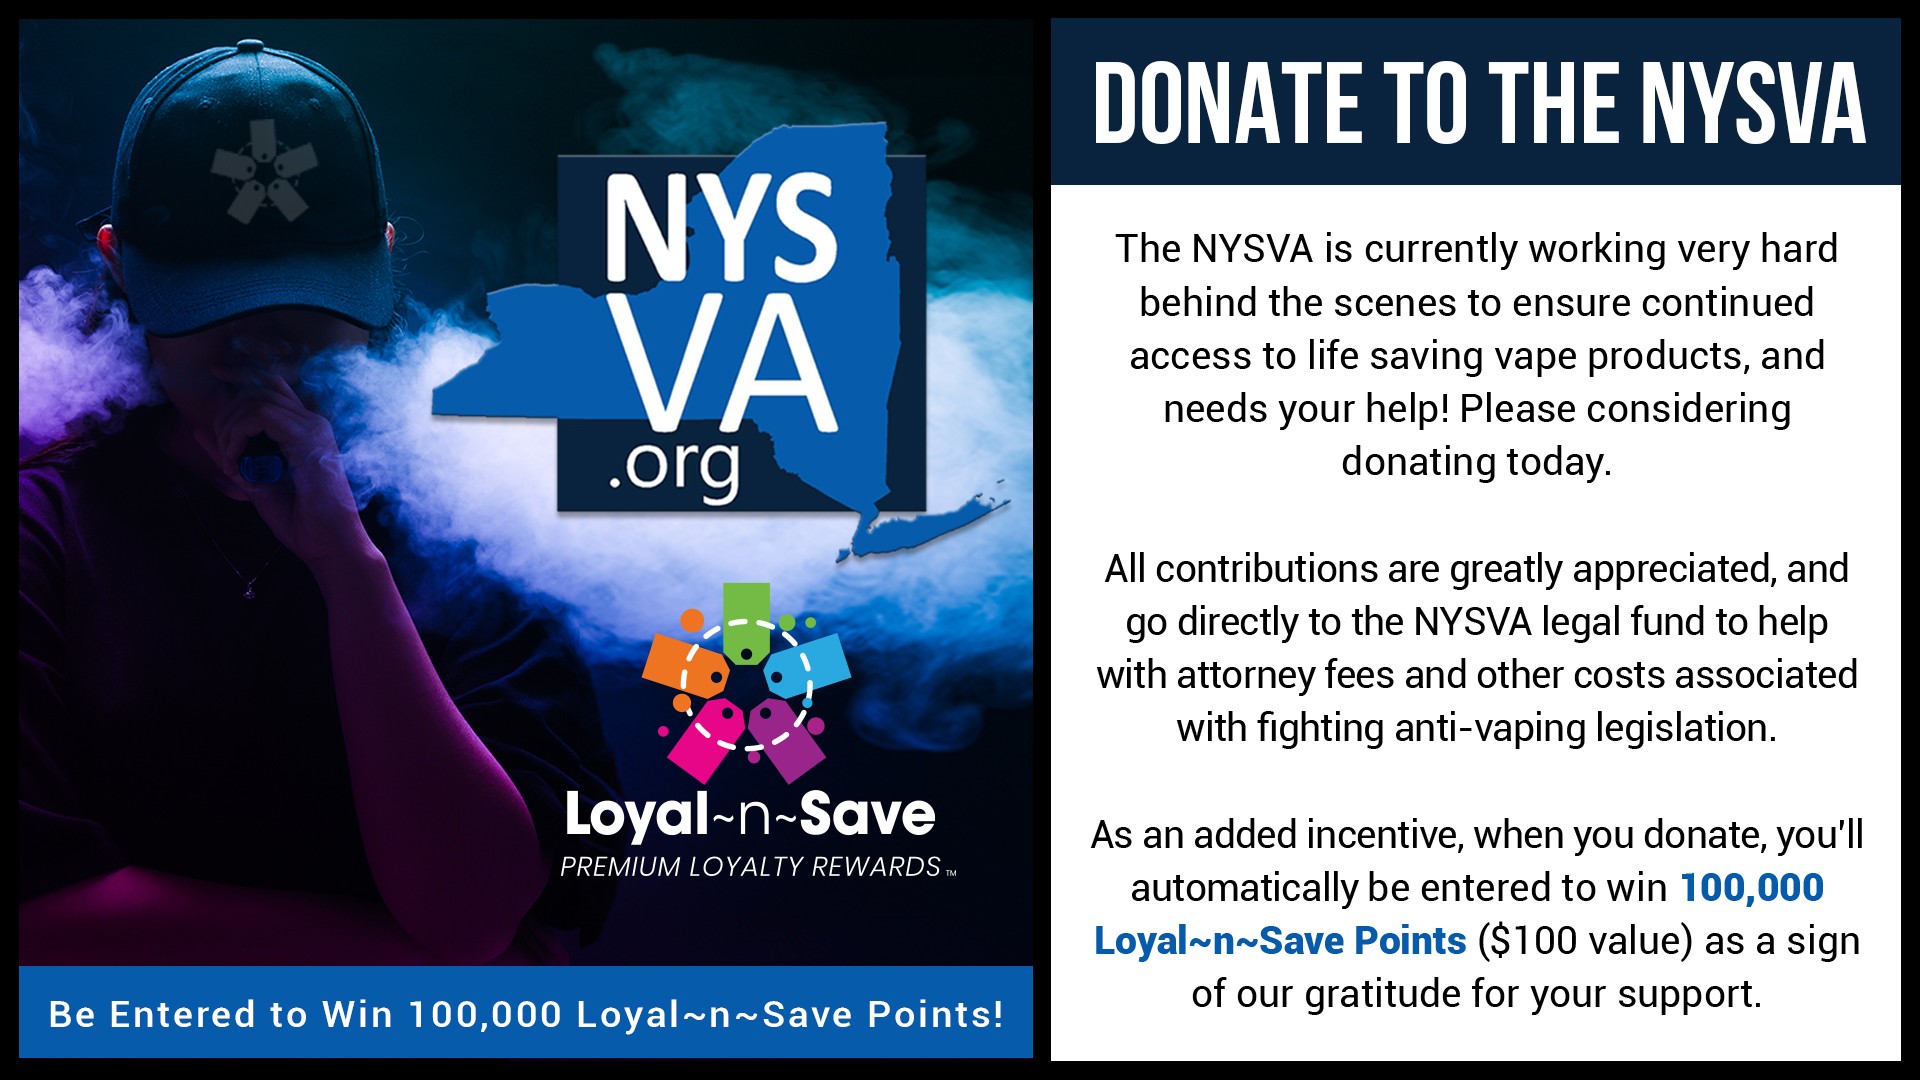 NYS
VA
.org
Loyal~n~Save
PREMIUM LOYALTY REWARDS™
Be Entered to Win 100,000 Loyal~n~Save Points!
DONATE TO THE NYSVA
The NYSVA is currently working very hard
behind the scenes to ensure continued
access to life saving vape products, and
needs your help! Please considering
donating today.
All contributions are greatly appreciated, and
go directly to the NYSVA legal fund to help
with attorney fees and other costs associated
with fighting anti-vaping legislation.
As an added incentive, when you donate, you'll
automatically be entered to win 100,000
Loyal~n~Save Points ($100 value) as a sign
of our gratitude for your support.